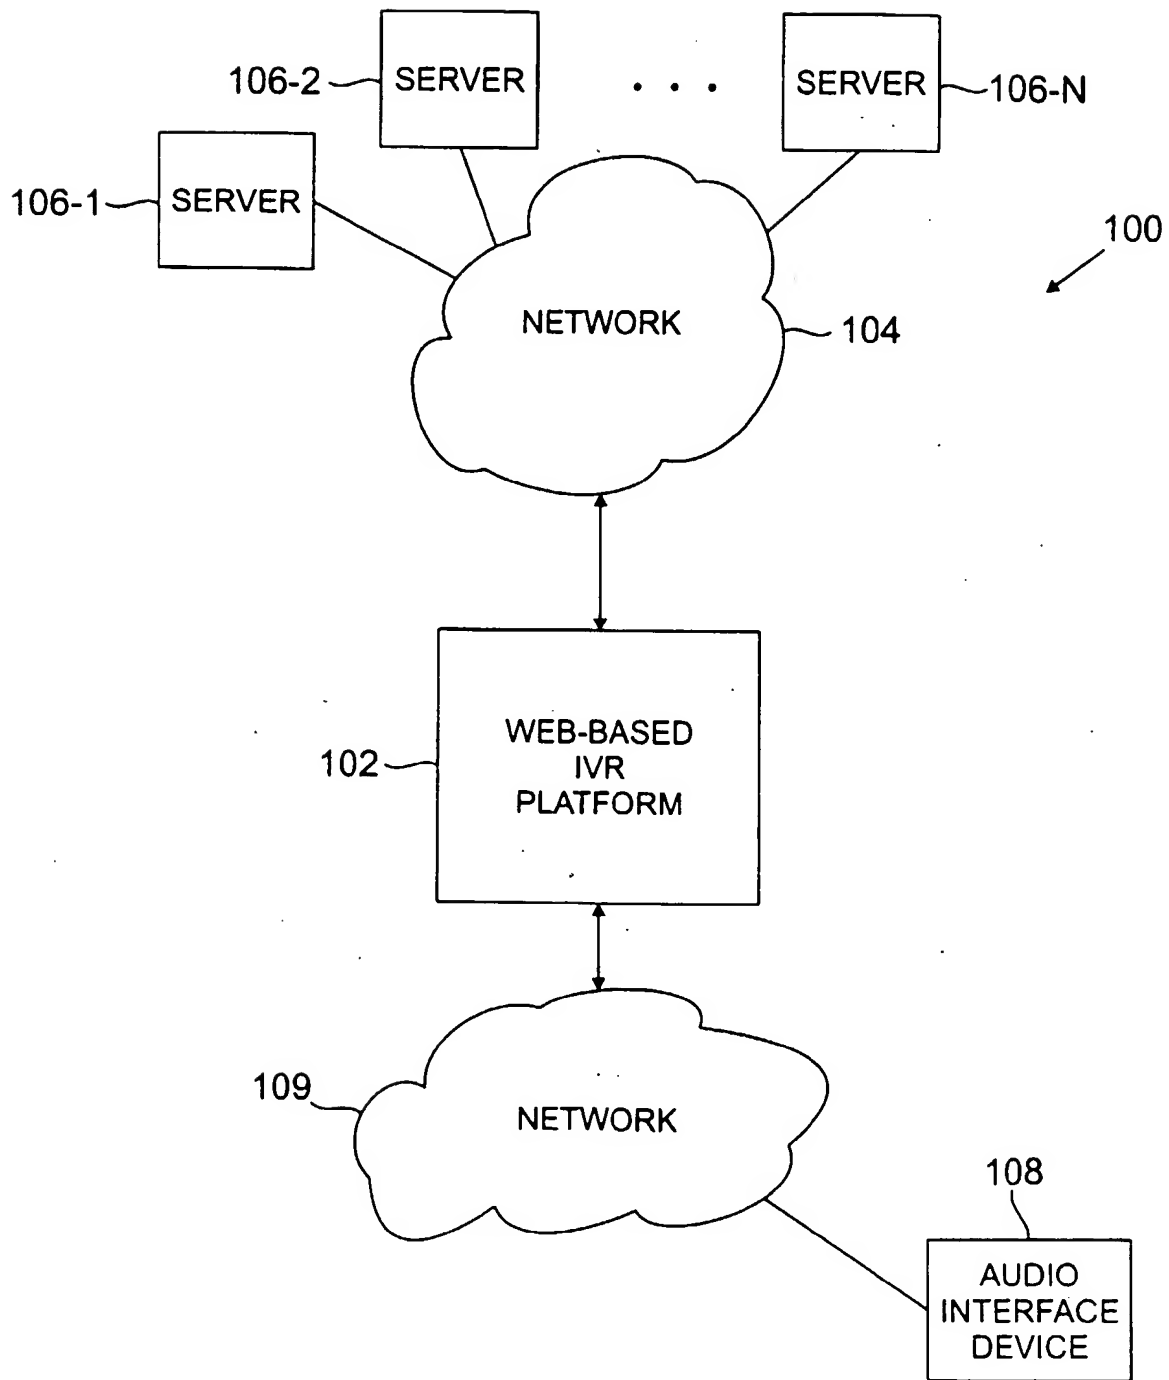 106-2
SERVER
. . .
SERVER
106-N
106-1
SERVER
100
NETWORK
104
102
WEB-BASED
IVR
PLATFORM
109
NETWORK
108
AUDIO
INTERFACE
DEVICE